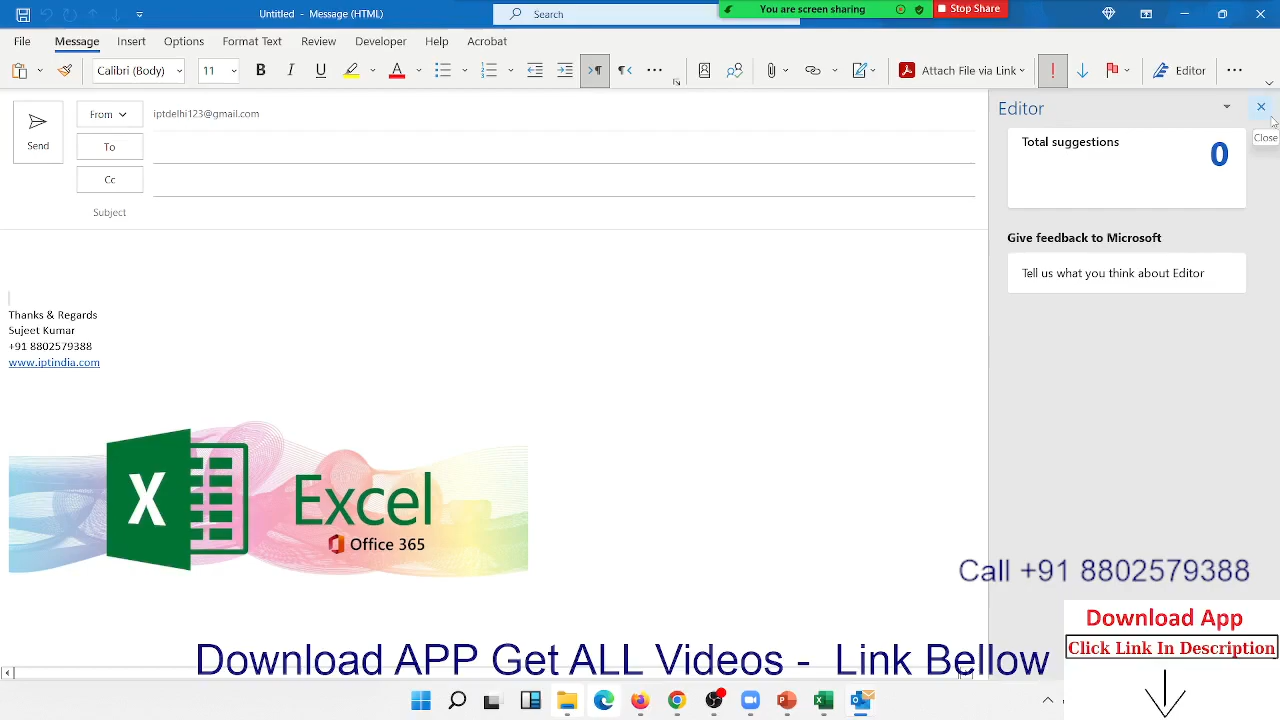 Untitled - Message (HTML)
Search
You are screen sharing
Stop Share
File Message Insert Options Format Text Review Developer Help Acrobat
Calibri (Body) 11 B I U A Attach File via Link Editor
Editor
Close
Send
From iptdelhi123@gmail.com
To
Cc
Subject
Total suggestions 0
Give feedback to Microsoft
Tell us what you think about Editor
Thanks & Regards
Sujeet Kumar
+91 8802579388
www.iptindia.com
X Excel
Office 365
Call +91 8802579388
Download App
Click Link In Description
Download APP Get ALL Videos - Link Bellow